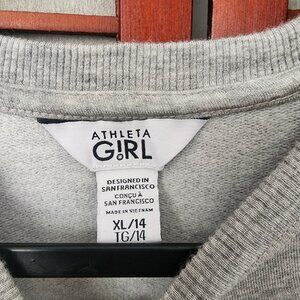 ATHLETA
GIRL
DESIGNED IN
SAN FRANCISCO
CONÇU À
SAN FRANCISCO
MADE IN VIETNAM
XL/14
TG/14